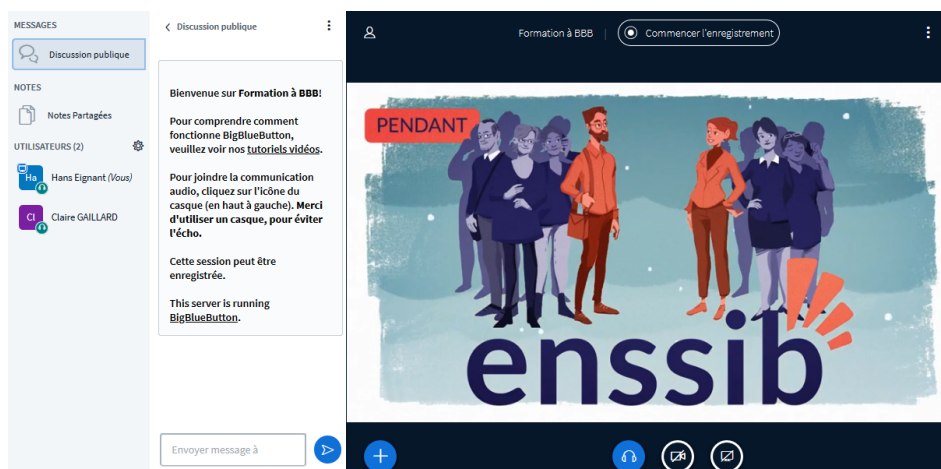 MESSAGES
Discussion publique
NOTES
Notes Partagées
UTILISATEURS (2)
Ha
Hans Eignant (Vous)
Cl
Claire GAILLARD
Discussion publique
Bienvenue sur Formation à BBB!
Pour comprendre comment
fonctionne BigBlueButton,
veuillez voir nos tutoriels vidéos.
Pour joindre la communication
audio, cliquez sur l'icône du
casque (en haut à gauche). Merci
d'utiliser un casque, pour éviter
l'écho.
Cette session peut être
enregistrée.
This server is running
BigBlueButton.
Envoyer message à
Formation à BBB
Commencer l'enregistrement
PENDANT
enssib